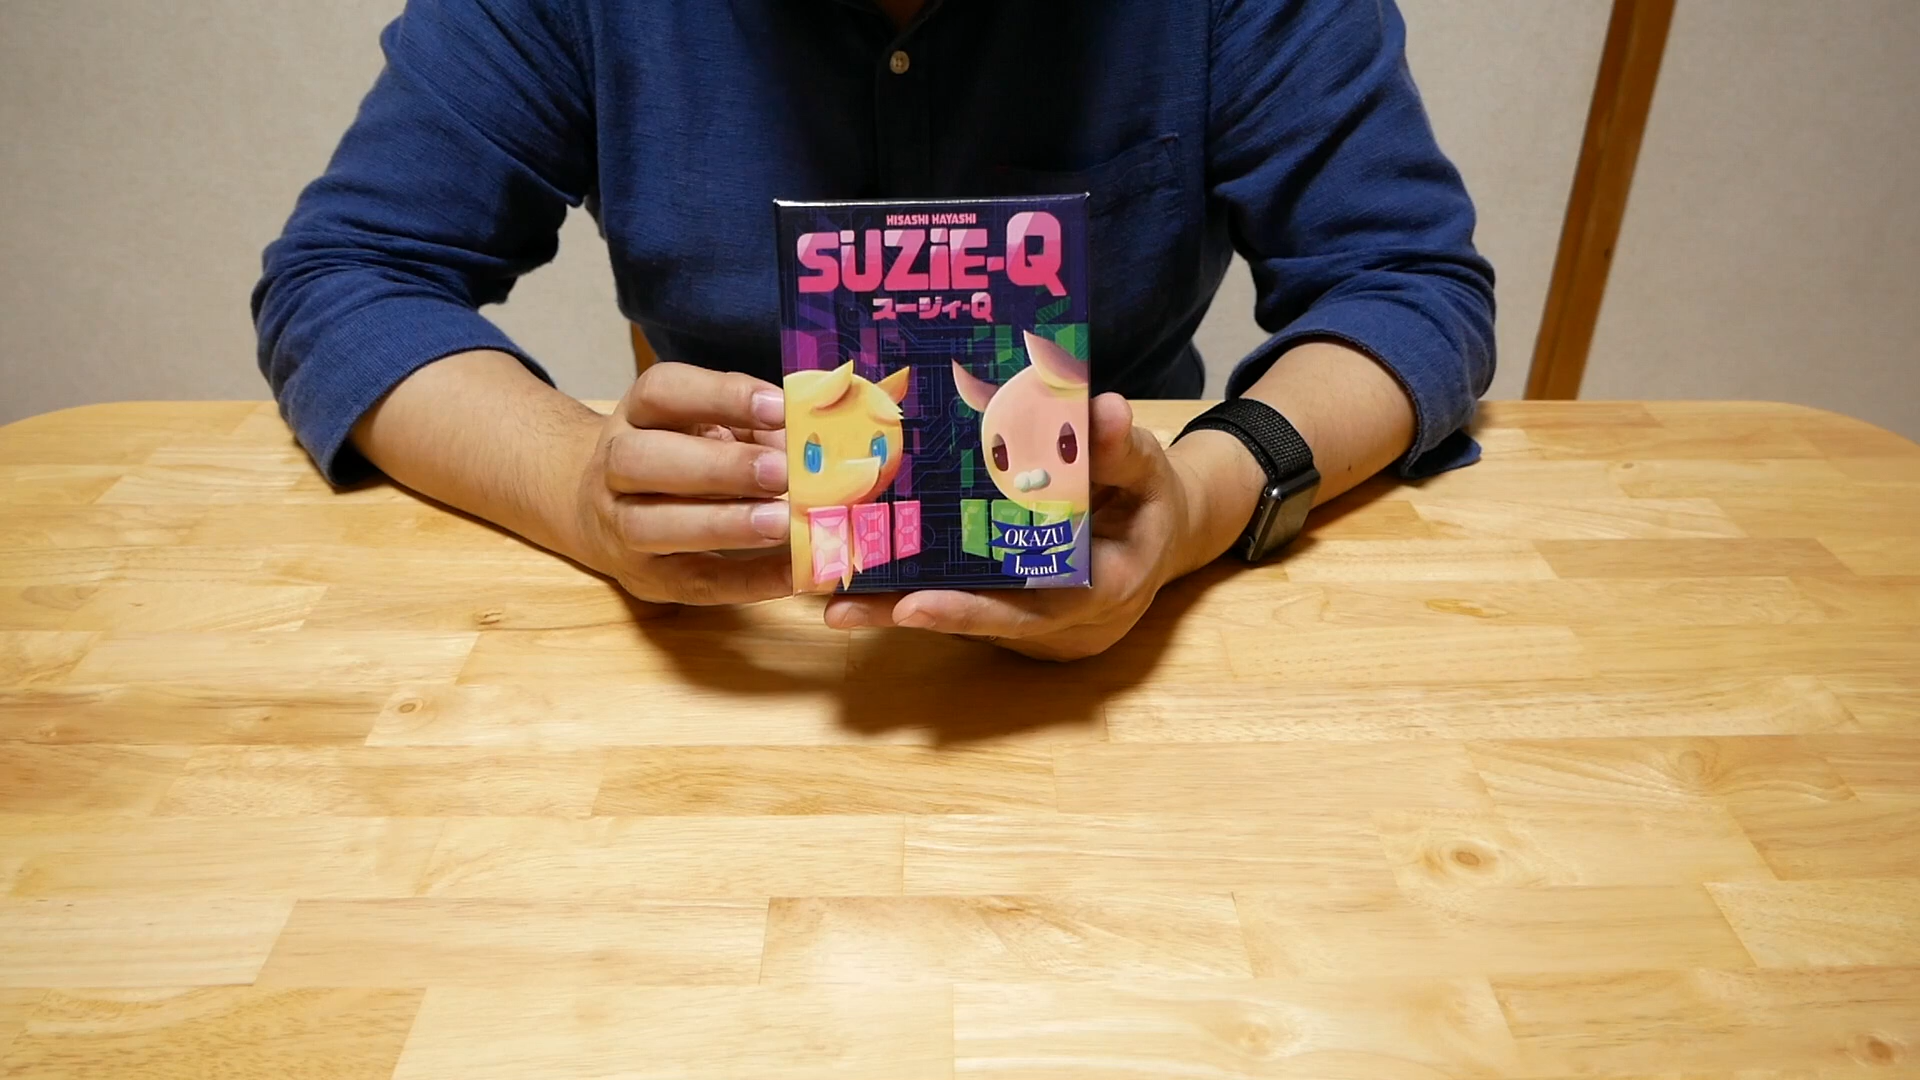 HISASHI HAYASHI
SUZiE-Q
スージィ-Q
OKAZU
brand